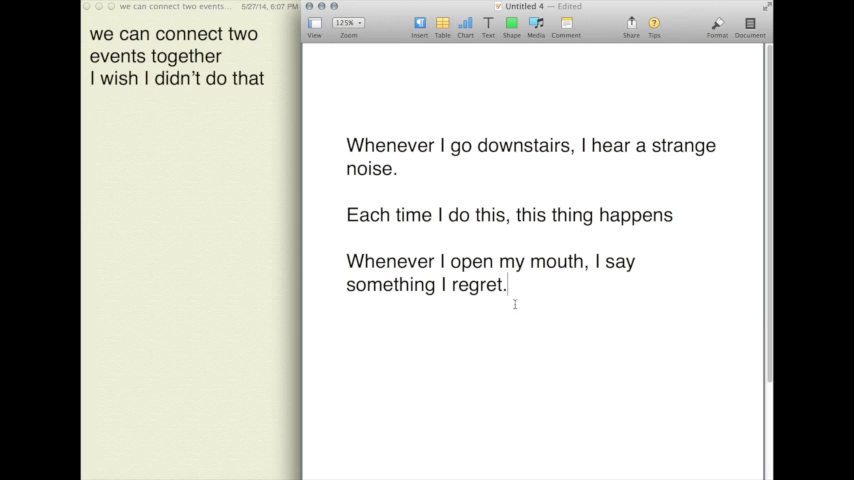 we can connect two events... 5/27/14, 6:07 PM
we can connect two
events together
I wish I didn't do that
Untitled 4 — Edited
125%
View Zoom Insert Table Chart Text Shape Media Comment Share Tips Format Document
Whenever I go downstairs, I hear a strange
noise.
Each time I do this, this thing happens
Whenever I open my mouth, I say
something I regret.